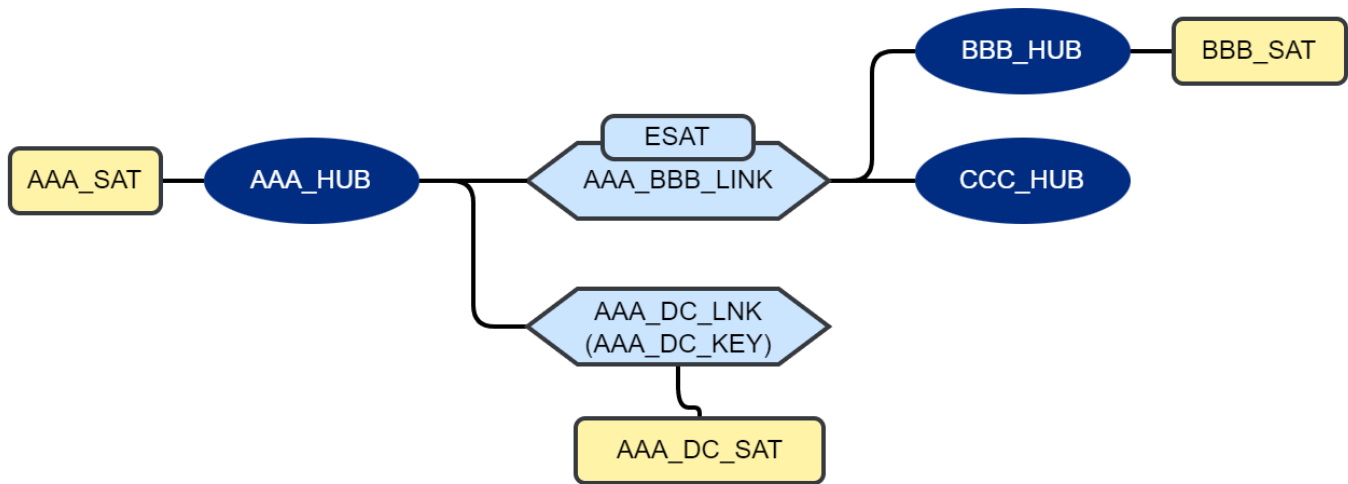 BBB_HUB
BBB_SAT
ESAT
AAA_SAT
AAA_HUB
AAA_BBB_LINK
CCC_HUB
AAA_DC_LNK
(AAA_DC_KEY)
AAA_DC_SAT